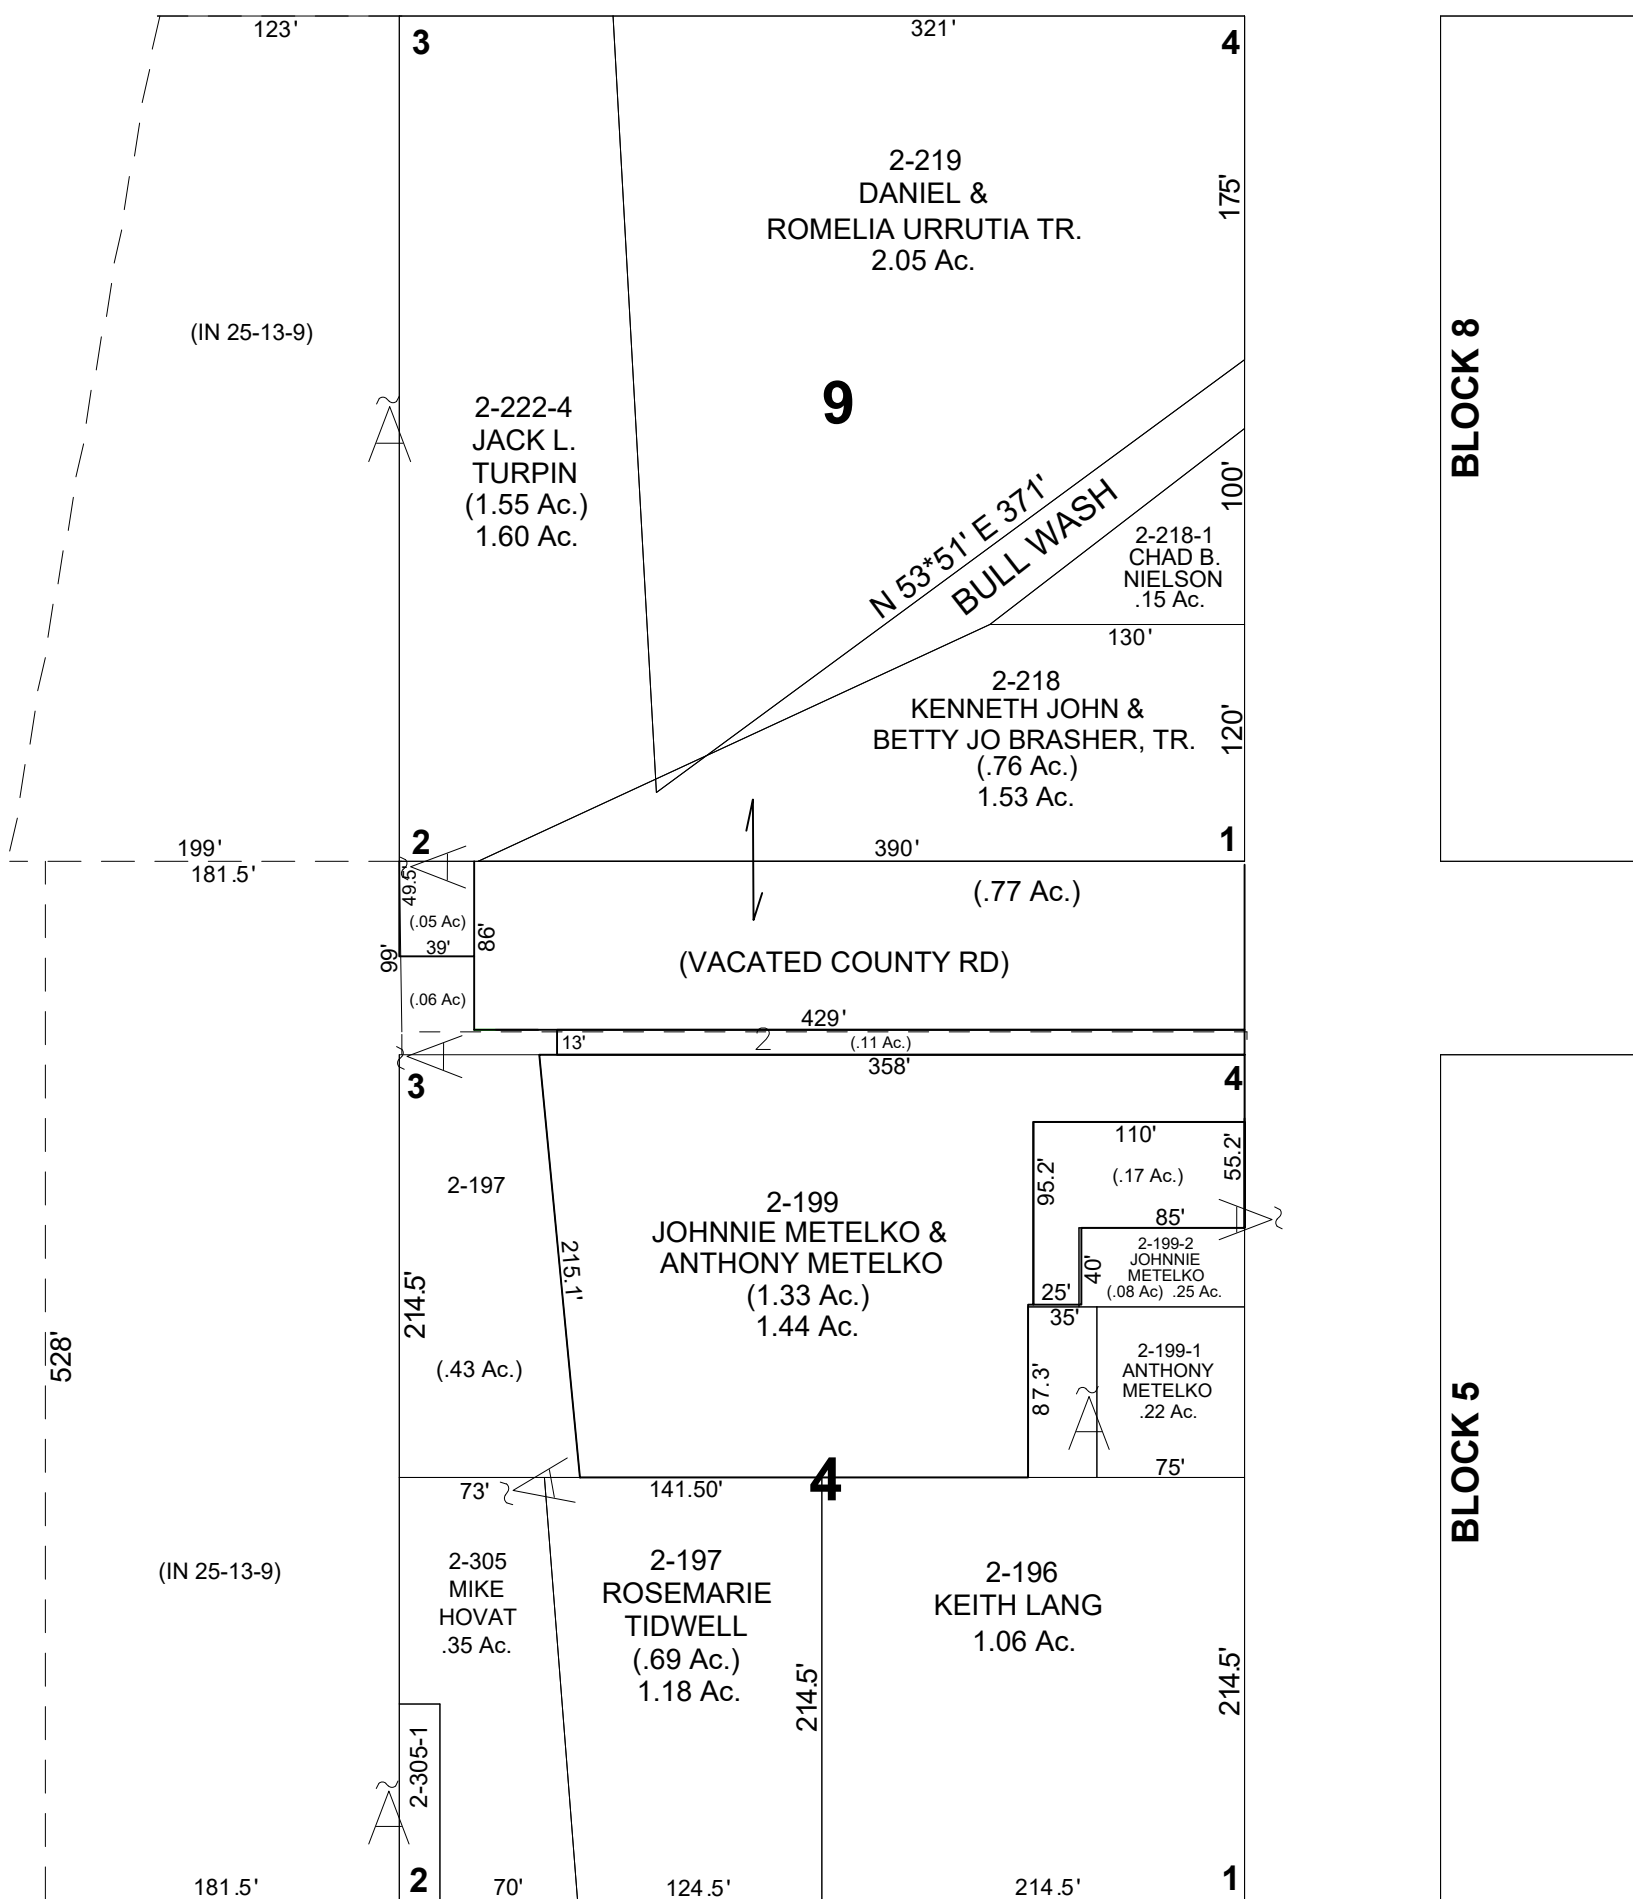 123'
3
321'
4
2-219
DANIEL &
ROMELIA URRUTIA TR.
2.05 Ac.
175'
(IN 25-13-9)
BLOCK 8
9
2-222-4
JACK L.
TURPIN
(1.55 Ac.)
1.60 Ac.
N 53*51' E 371'
BULL WASH
100'
2-218-1
CHAD B.
NIELSON
.15 Ac.
130'
2-218
KENNETH JOHN &
BETTY JO BRASHER, TR.
(.76 Ac.)
1.53 Ac.
120'
199'
2
390'
1
181.5'
49.5'
(.05 Ac)
39'
86'
99'
(.06 Ac)
(.77 Ac.)
(VACATED COUNTY RD)
429'
13'
2
(.11 Ac.)
358'
3
4
110'
55.2'
95.2'
(.17 Ac.)
85'
2-197
2-199
JOHNNIE METELKO &
ANTHONY METELKO
(1.33 Ac.)
1.44 Ac.
215.1'
2-199-2
JOHNNIE
METELKO
(.08 Ac) .25 Ac.
40'
25'
35'
214.5'
528'
(.43 Ac.)
87.3'
2-199-1
ANTHONY
METELKO
.22 Ac.
75'
BLOCK 5
4
73'
141.50'
(IN 25-13-9)
2-305
MIKE
HOVAT
.35 Ac.
2-197
ROSEMARIE
TIDWELL
(.69 Ac.)
1.18 Ac.
2-196
KEITH LANG
1.06 Ac.
214.5'
214.5'
2-305-1
181.5'
2
70'
124.5'
214.5'
1